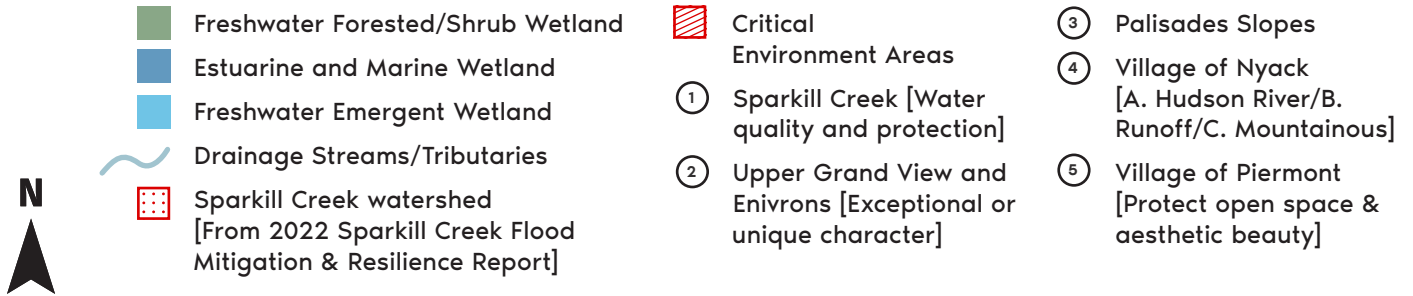 Freshwater Forested/Shrub Wetland
Estuarine and Marine Wetland
Freshwater Emergent Wetland
Drainage Streams/Tributaries
N
Sparkill Creek watershed
[From 2022 Sparkill Creek Flood
Mitigation & Resilience Report]
Critical
Environment Areas
1 Sparkill Creek [Water
quality and protection]
2 Upper Grand View and
Enivrons [Exceptional or
unique character]
3 Palisades Slopes
4 Village of Nyack
[A. Hudson River/B.
Runoff/C. Mountainous]
5 Village of Piermont
[Protect open space &
aesthetic beauty]